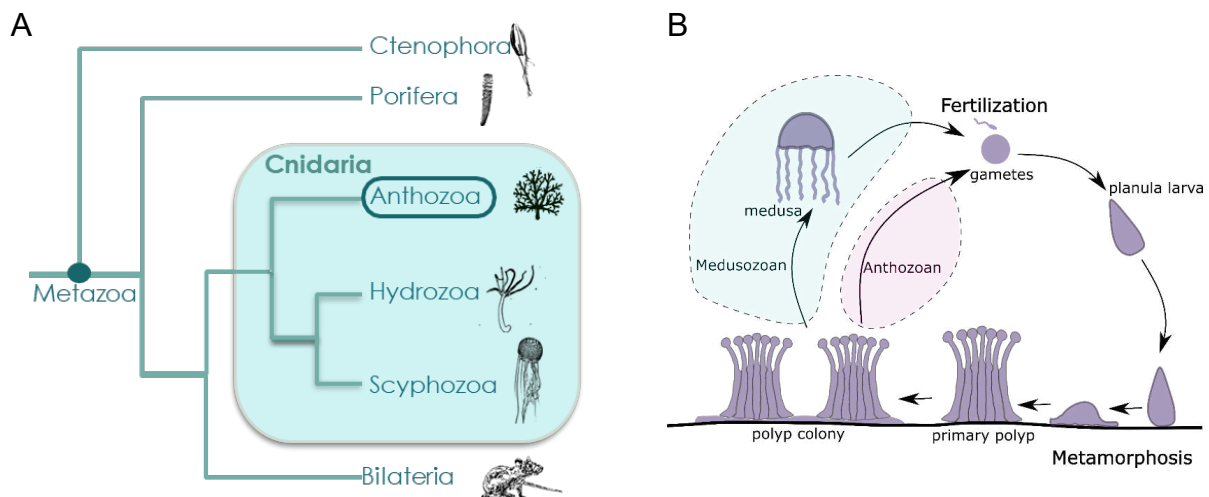 A
Ctenophora
Porifera
Cnidaria
Anthozoa
Metazoa
Hydrozoa
Scyphozoa
Bilateria
B
Fertilization
gametes
planula larva
medusa
Medusozoan
Anthozoan
polyp colony
primary polyp
Metamorphosis